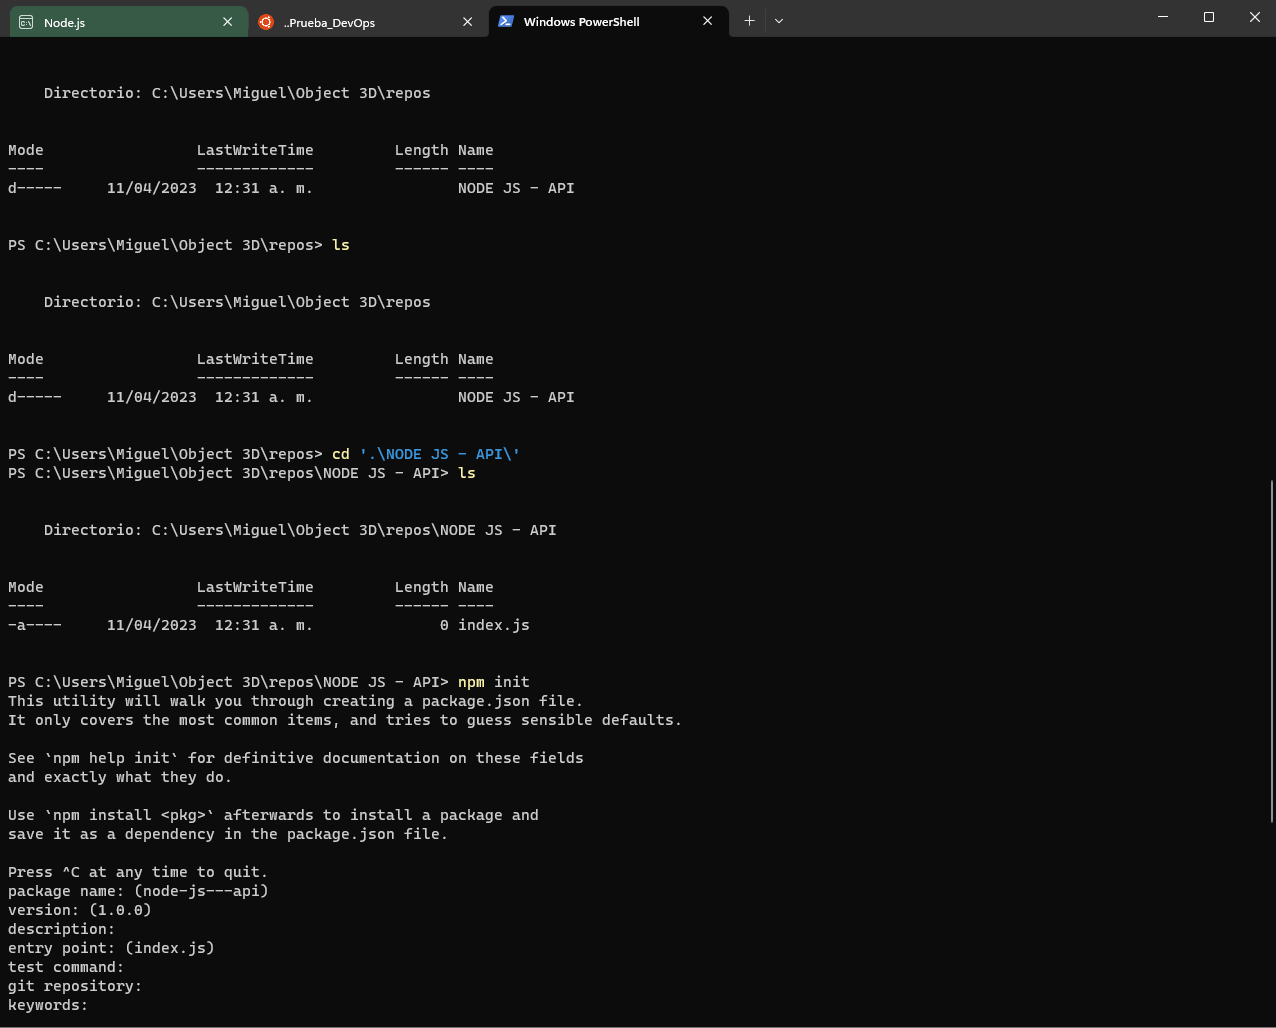 Node.js
..Prueba_DevOps
Windows PowerShell
    Directorio: C:\Users\Miguel\Object 3D\repos
Mode                 LastWriteTime         Length Name
----                 -------------         ------ ----
d-----     11/04/2023  12:31 a. m.                NODE JS - API
PS C:\Users\Miguel\Object 3D\repos> ls
    Directorio: C:\Users\Miguel\Object 3D\repos
Mode                 LastWriteTime         Length Name
----                 -------------         ------ ----
d-----     11/04/2023  12:31 a. m.                NODE JS - API
PS C:\Users\Miguel\Object 3D\repos> cd '.\NODE JS - API\'
PS C:\Users\Miguel\Object 3D\repos\NODE JS - API> ls
    Directorio: C:\Users\Miguel\Object 3D\repos\NODE JS - API
Mode                 LastWriteTime         Length Name
----                 -------------         ------ ----
-a----     11/04/2023  12:31 a. m.              0 index.js
PS C:\Users\Miguel\Object 3D\repos\NODE JS - API> npm init
This utility will walk you through creating a package.json file.
It only covers the most common items, and tries to guess sensible defaults.
See `npm help init` for definitive documentation on these fields
and exactly what they do.
Use `npm install <pkg>` afterwards to install a package and
save it as a dependency in the package.json file.
Press ^C at any time to quit.
package name: (node-js---api)
version: (1.0.0)
description:
entry point: (index.js)
test command:
git repository:
keywords: